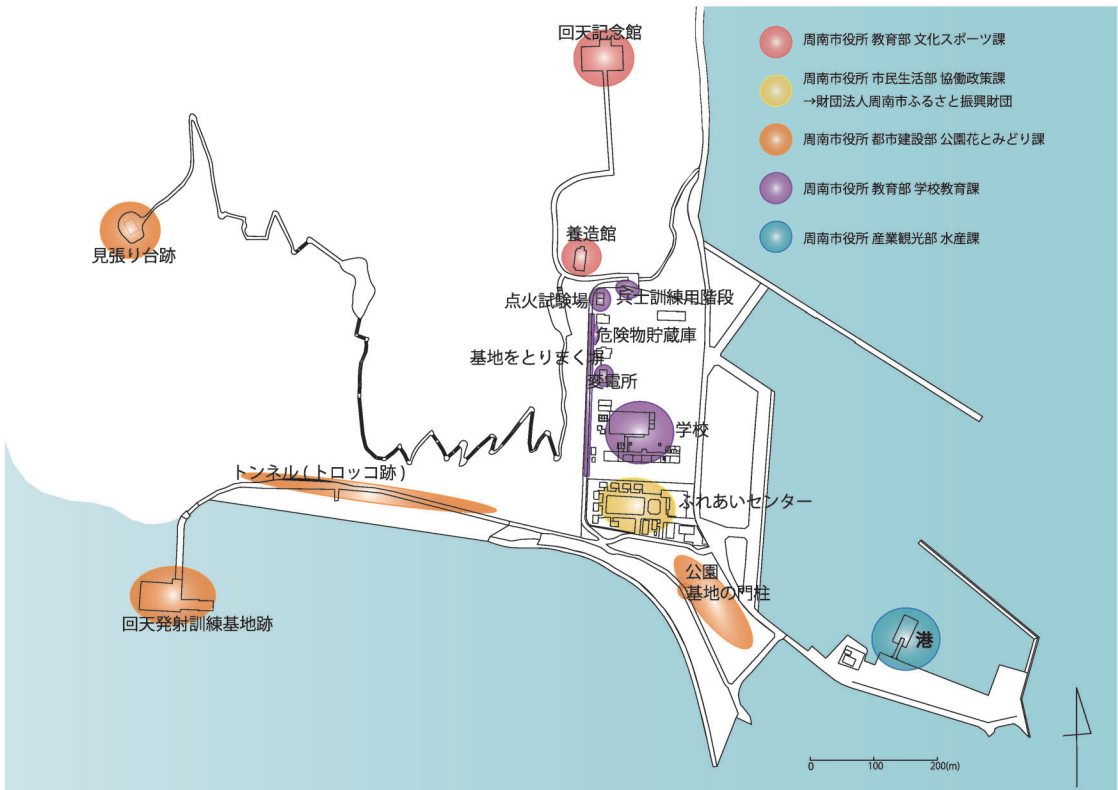 回天記念館
周南市役所 教育部 文化スポーツ課
周南市役所 市民生活部 協働政策課
→財団法人周南市ふるさと振興財団
周南市役所 都市建設部 公園花とみどり課
周南市役所 教育部 学校教育課
周南市役所 産業観光部 水産課
見張り台跡
養造館
点火試験場
兵士訓練用階段
危険物貯蔵庫
基地をとりまく塀
変電所
学校
トンネル(トロッコ跡)
ふれあいセンター
公園
基地の門柱
回天発射訓練基地跡
港
0 100 200(m)